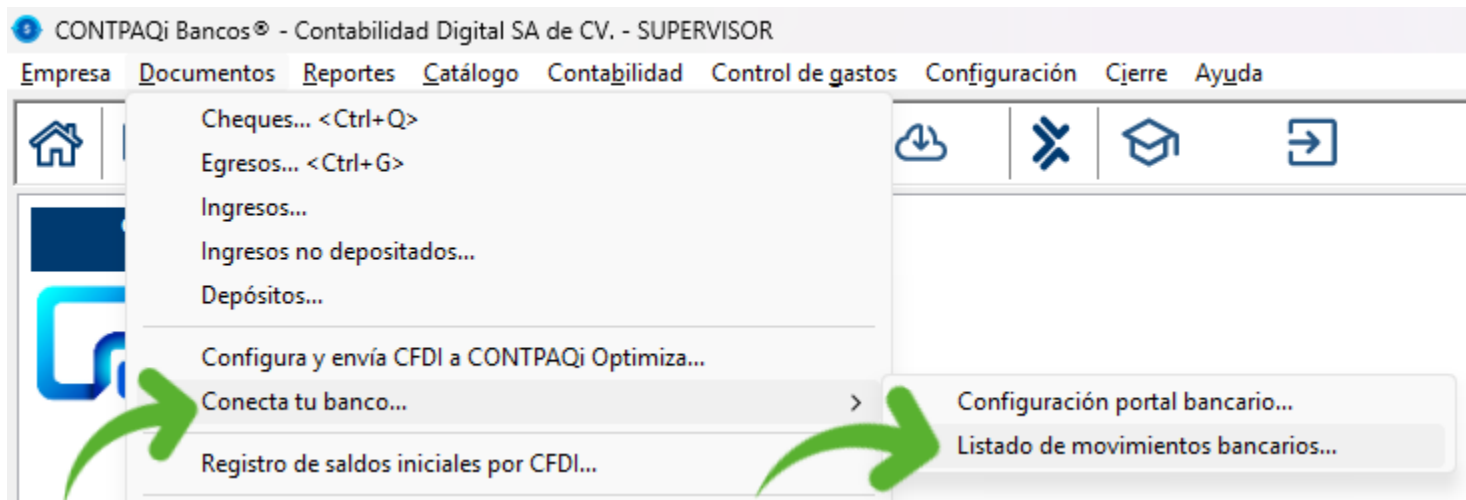 CONTPAQi Bancos® - Contabilidad Digital SA de CV. - SUPERVISOR
Empresa Documentos Reportes Catálogo Contabilidad Control de gastos Configuración Cierre Ayuda
Cheques... <Ctrl+Q>
Egresos... <Ctrl+G>
Ingresos...
Ingresos no depositados...
Depósitos...
Configura y envía CFDI a CONTPAQi Optimiza...
Conecta tu banco... >
Configuración portal bancario...
Listado de movimientos bancarios...
Registro de saldos iniciales por CFDI...